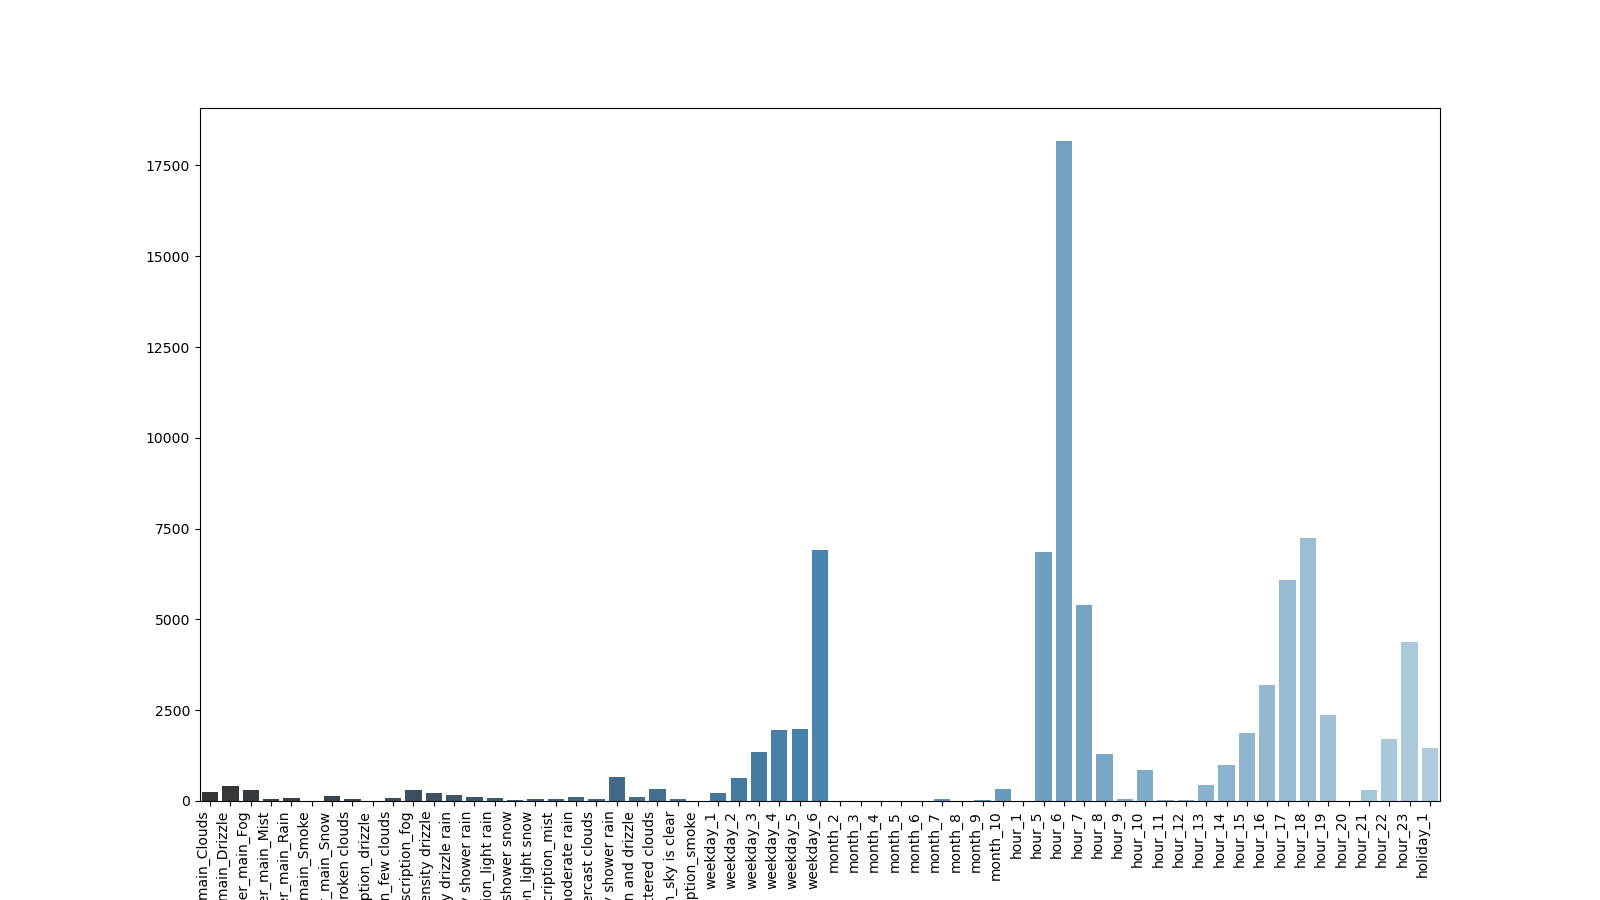 17500
15000
12500
10000
7500
5000
2500
0
main_Clouds
main_Drizzle
er_main_Fog
er_main_Mist
er_main_Rain
main_Smoke
r_main_Snow
roken clouds
ption_drizzle
n_few clouds
scription_fog
ensity drizzle
y drizzle rain
y shower rain
ion_light rain
shower snow
on_light snow
cription_mist
moderate rain
ercast clouds
y shower rain
n and drizzle
ttered clouds
n_sky is clear
ption_smoke
weekday_1
weekday_2
weekday_3
weekday_4
weekday_5
weekday_6
month_2
month_3
month_4
month_5
month_6
month_7
month_8
month_9
month_10
hour_1
hour_5
hour_6
hour_7
hour_8
hour_9
hour_10
hour_11
hour_12
hour_13
hour_14
hour_15
hour_16
hour_17
hour_18
hour_19
hour_20
hour_21
hour_22
hour_23
holiday_1